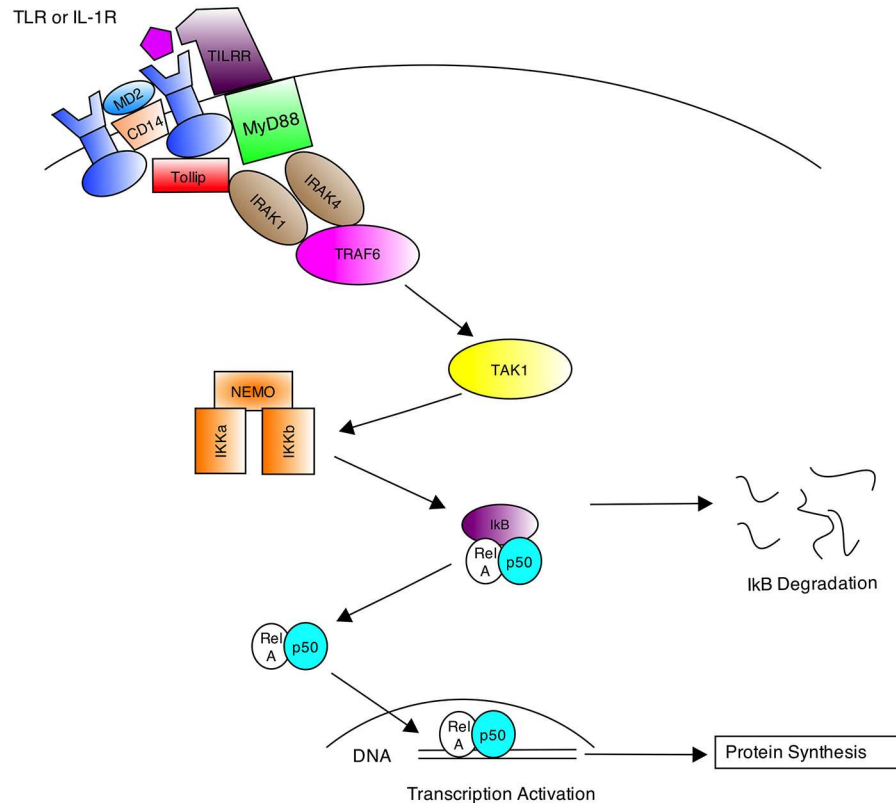 TLR or IL-1R
TILRR
MD2
CD14
MyD88
Tollip
IRAK1
IRAK4
TRAF6
TAK1
NEMO
IKKa
IKKb
IkB
Rel
A
p50
IkB Degradation
Rel
A
p50
Rel
A
p50
DNA
Protein Synthesis
Transcription Activation